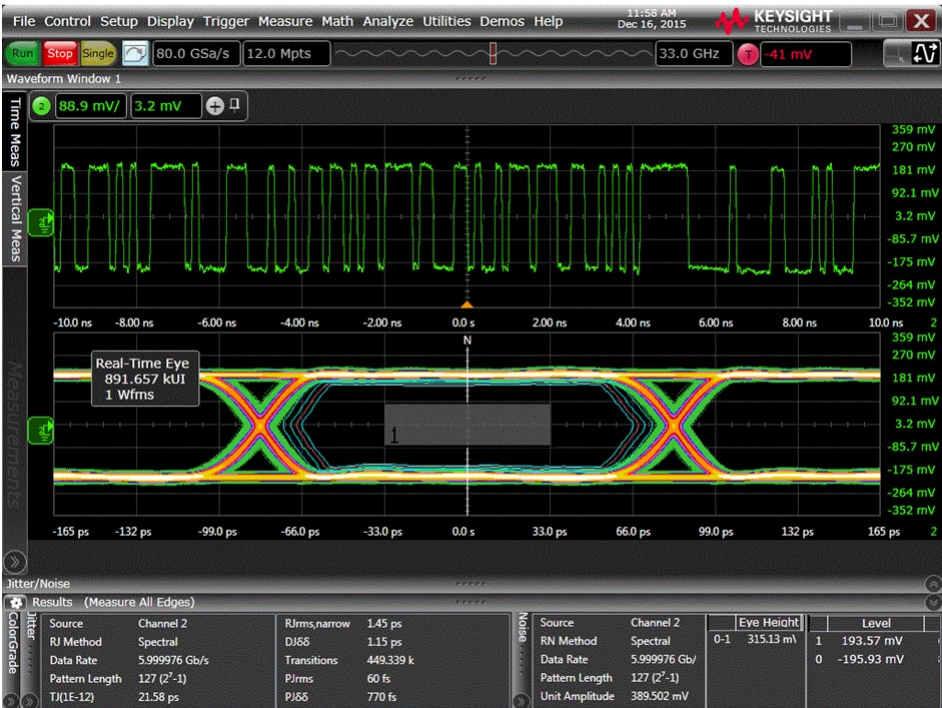 File Control Setup Display Trigger Measure Math Analyze Utilities Demos Help
11:58 AM
Dec 16, 2015
KEYSIGHT
TECHNOLOGIES
Run Stop Single 80.0 GSa/s 12.0 Mpts 33.0 GHz T -41 mV
Waveform Window 1
Time Meas
Vertical Meas
Measurements
2 88.9 mV/ 3.2 mV
359 mV
270 mV
181 mV
92.1 mV
3.2 mV
-85.7 mV
-175 mV
-264 mV
-352 mV
-10.0 ns -8.00 ns -6.00 ns -4.00 ns -2.00 ns 0.0 s 2.00 ns 4.00 ns 6.00 ns 8.00 ns 10.0 ns 2
N
Real-Time Eye
891.657 kUI
1 Wfms
1
359 mV
270 mV
181 mV
92.1 mV
3.2 mV
-85.7 mV
-175 mV
-264 mV
-352 mV
-165 ps -132 ps -99.0 ps -66.0 ps -33.0 ps 0.0 s 33.0 ps 66.0 ps 99.0 ps 132 ps 165 ps 2
Jitter/Noise
Results (Measure All Edges)
ColorGrade
Jitter
Source Channel 2 RJrms,narrow 1.45 ps
RJ Method Spectral DJδδ 1.15 ps
Data Rate 5.999976 Gb/s Transitions 449.339 k
Pattern Length 127 (2⁷-1) PJrms 60 fs
TJ(1E-12) 21.58 ps PJδδ 770 fs
Noise
Source Channel 2
RN Method Spectral
Data Rate 5.999976 Gb/
Pattern Length 127 (2⁷-1)
Unit Amplitude 389.502 mV
Eye Height
0-1 315.13 m\
Level
1 193.57 mV
0 -195.93 mV